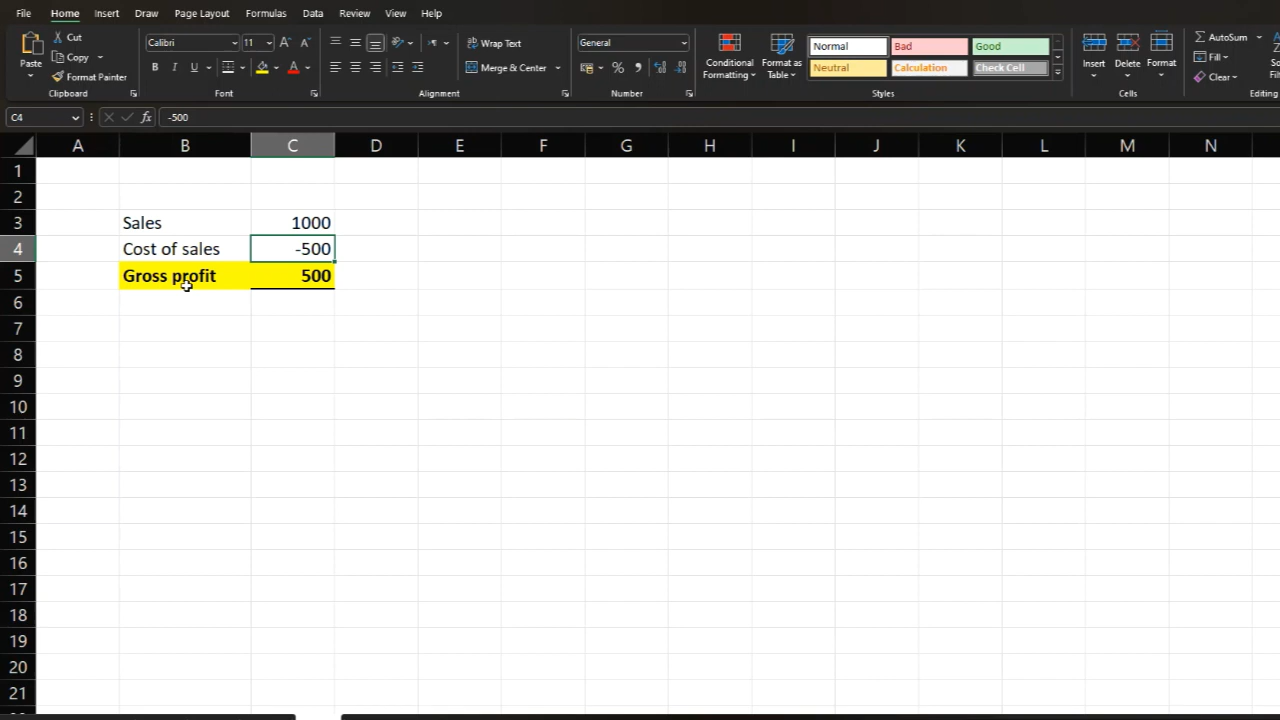 File Home Insert Draw Page Layout Formulas Data Review View Help
Paste Cut Copy Format Painter Clipboard
Calibri 11 A A B I U A Font
Wrap Text Merge & Center Alignment
General % Number
Conditional Formatting Format as Table Normal Bad Good Neutral Calculation Check Cell Styles
Insert Delete Format Cells
AutoSum Fill Clear Editing
C4 fx -500
A B C D E F G H I J K L M N
1
2
3 Sales 1000
4 Cost of sales -500
5 Gross profit 500
6
7
8
9
10
11
12
13
14
15
16
17
18
19
20
21